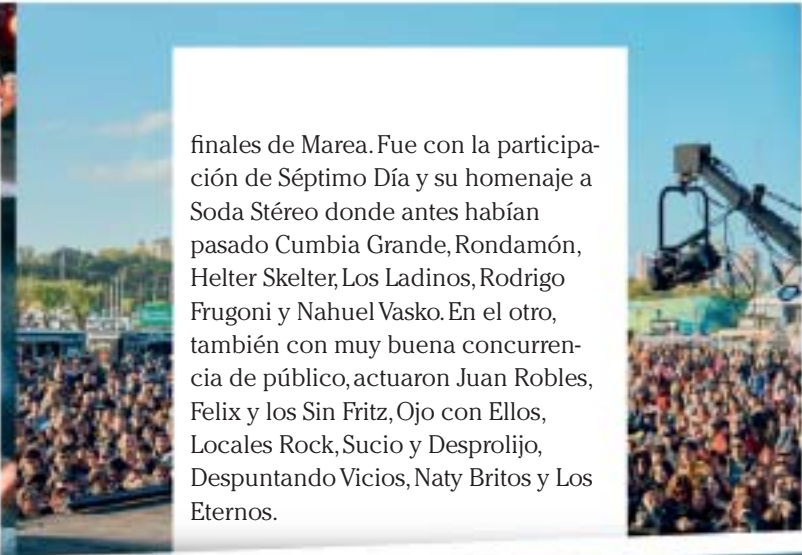 finales de Marea. Fue con la participa-
ción de Séptimo Día y su homenaje a
Soda Stéreo donde antes habían
pasado Cumbia Grande, Rondamón,
Helter Skelter, Los Ladinos, Rodrigo
Frugoni y Nahuel Vasko. En el otro,
también con muy buena concurren-
cia de público, actuaron Juan Robles,
Felix y los Sin Fritz, Ojo con Ellos,
Locales Rock, Sucio y Desprolijo,
Despuntando Vicios, Naty Britos y Los
Eternos.